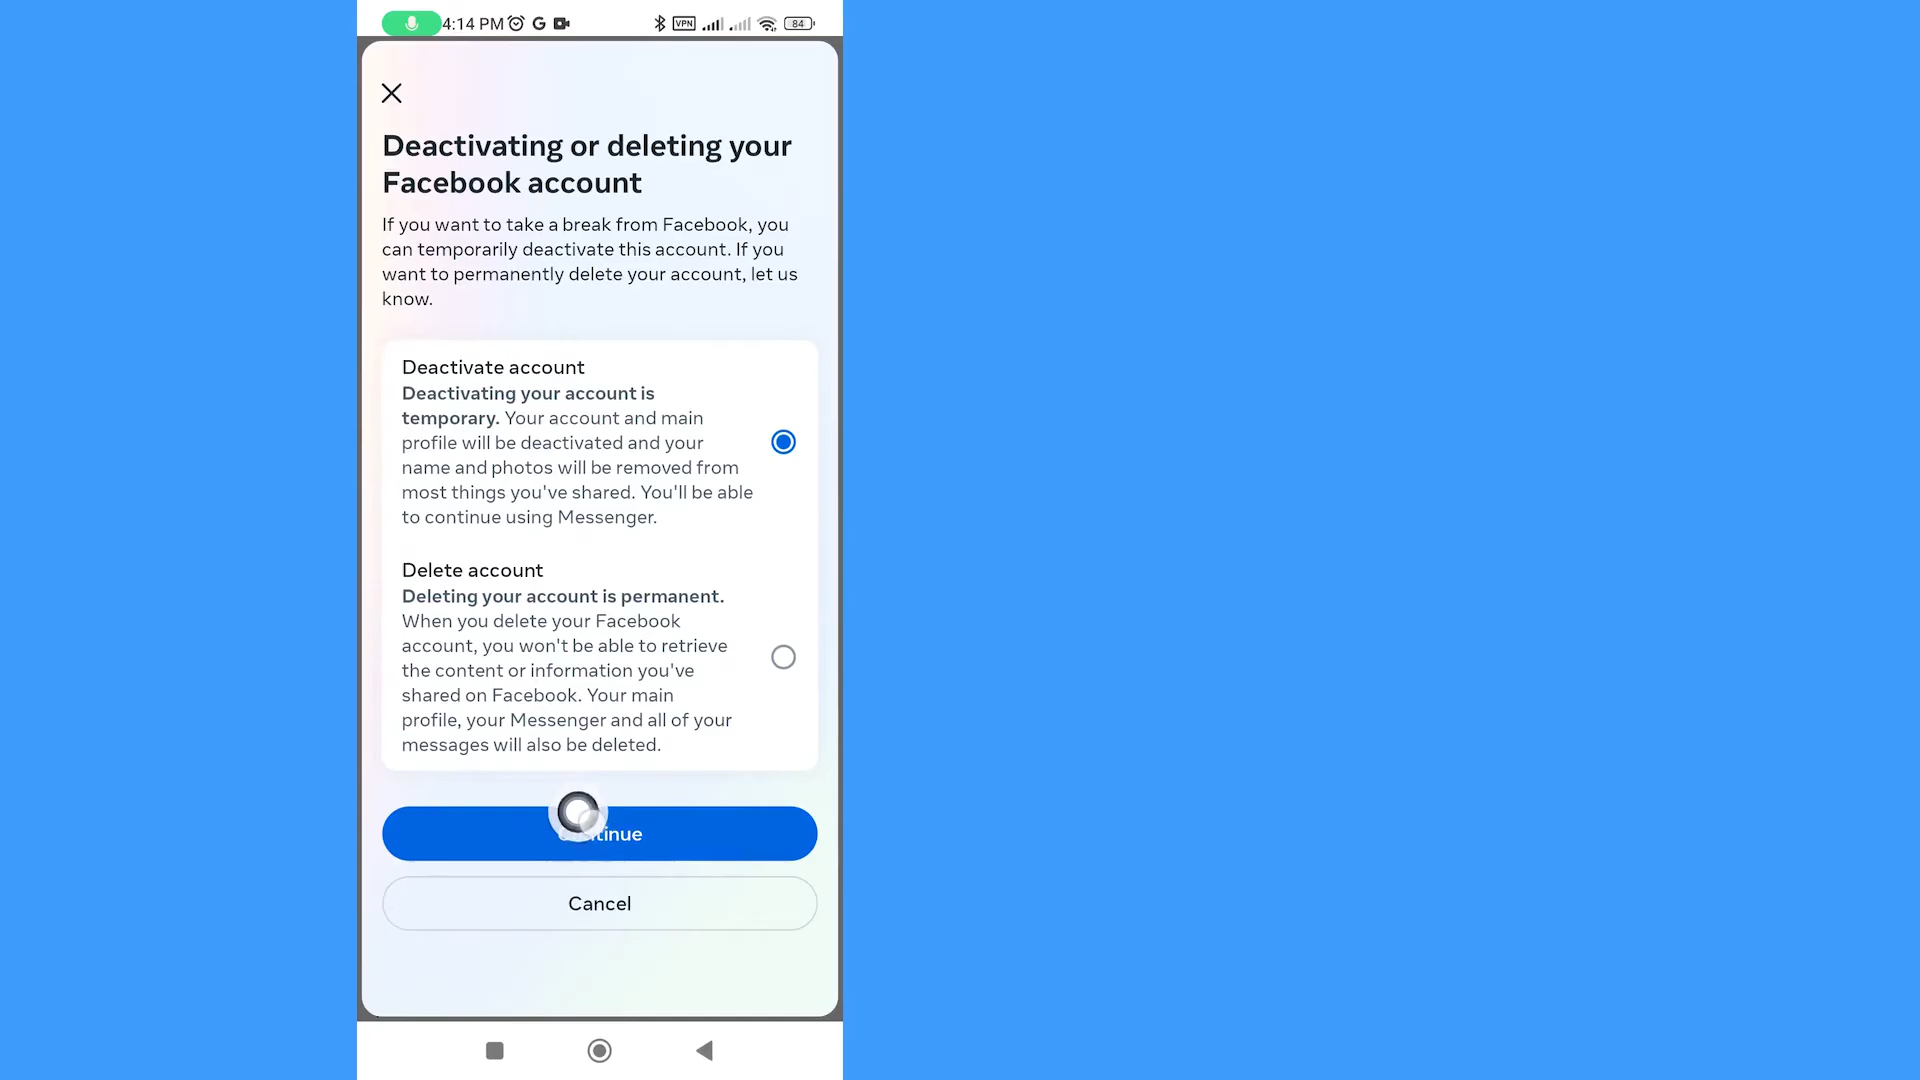 4:14 PM
VPN
84
Deactivating or deleting your
Facebook account
If you want to take a break from Facebook, you
can temporarily deactivate this account. If you
want to permanently delete your account, let us
know.
Deactivate account
Deactivating your account is
temporary. Your account and main
profile will be deactivated and your
name and photos will be removed from
most things you've shared. You'll be able
to continue using Messenger.
Delete account
Deleting your account is permanent.
When you delete your Facebook
account, you won't be able to retrieve
the content or information you've
shared on Facebook. Your main
profile, your Messenger and all of your
messages will also be deleted.
Cancel